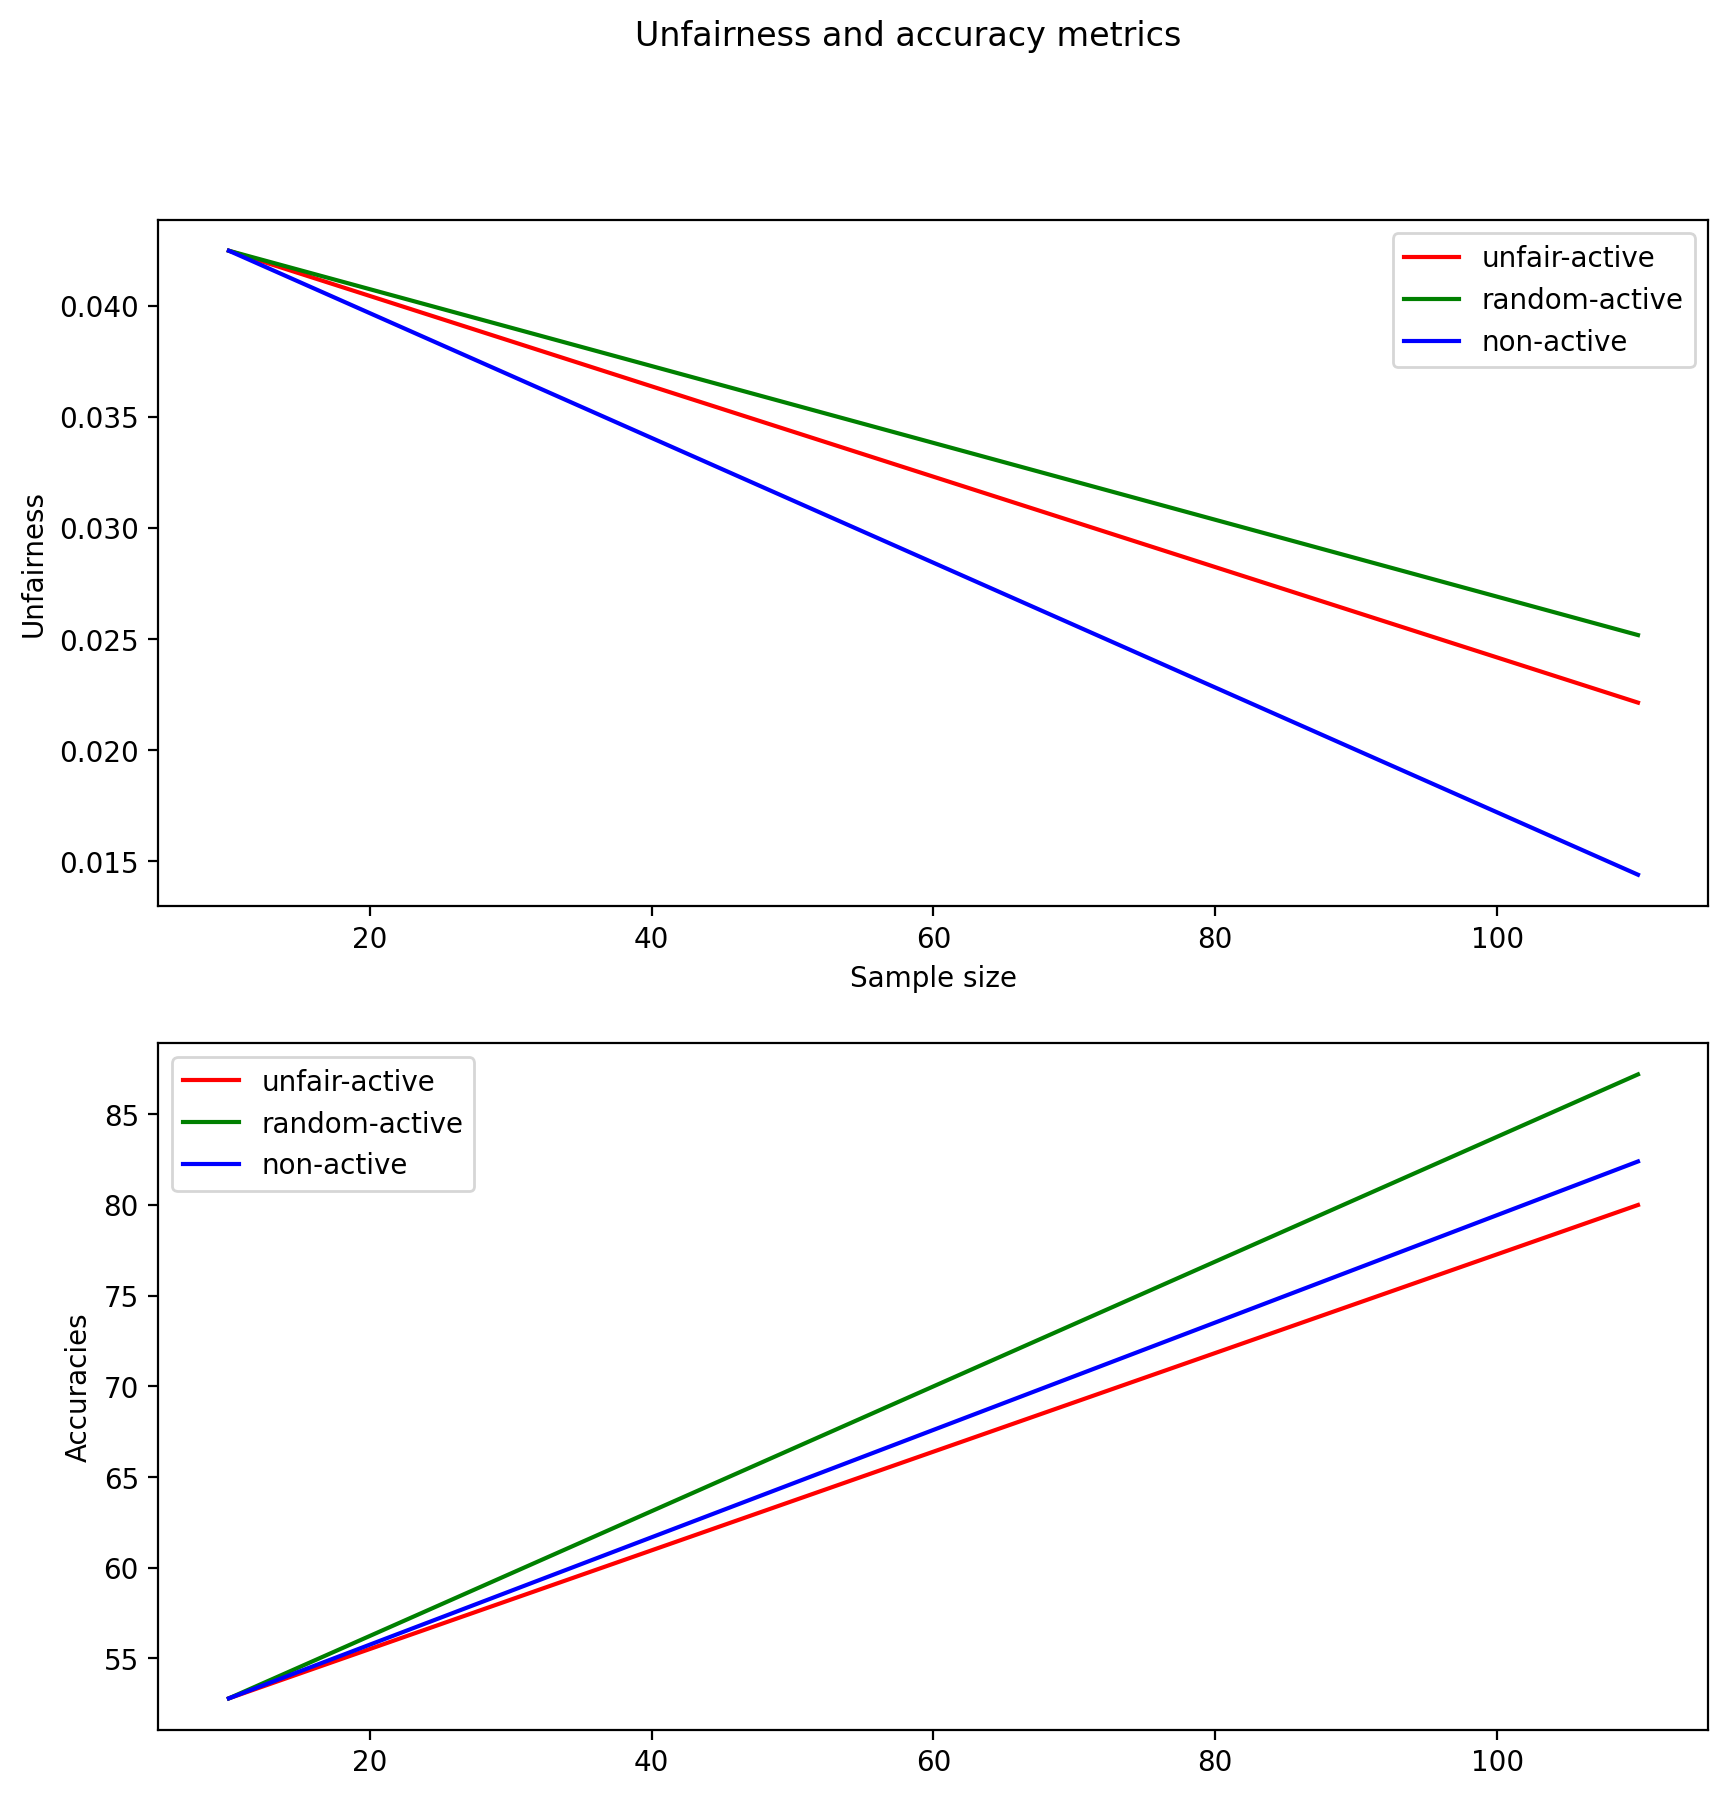 Unfairness and accuracy metrics
unfair-active
random-active
non-active
0.040
0.035
0.030
0.025
0.020
0.015
Unfairness
20 40 60 80 100
Sample size
unfair-active
random-active
non-active
85
80
75
70
65
60
55
Accuracies
20 40 60 80 100